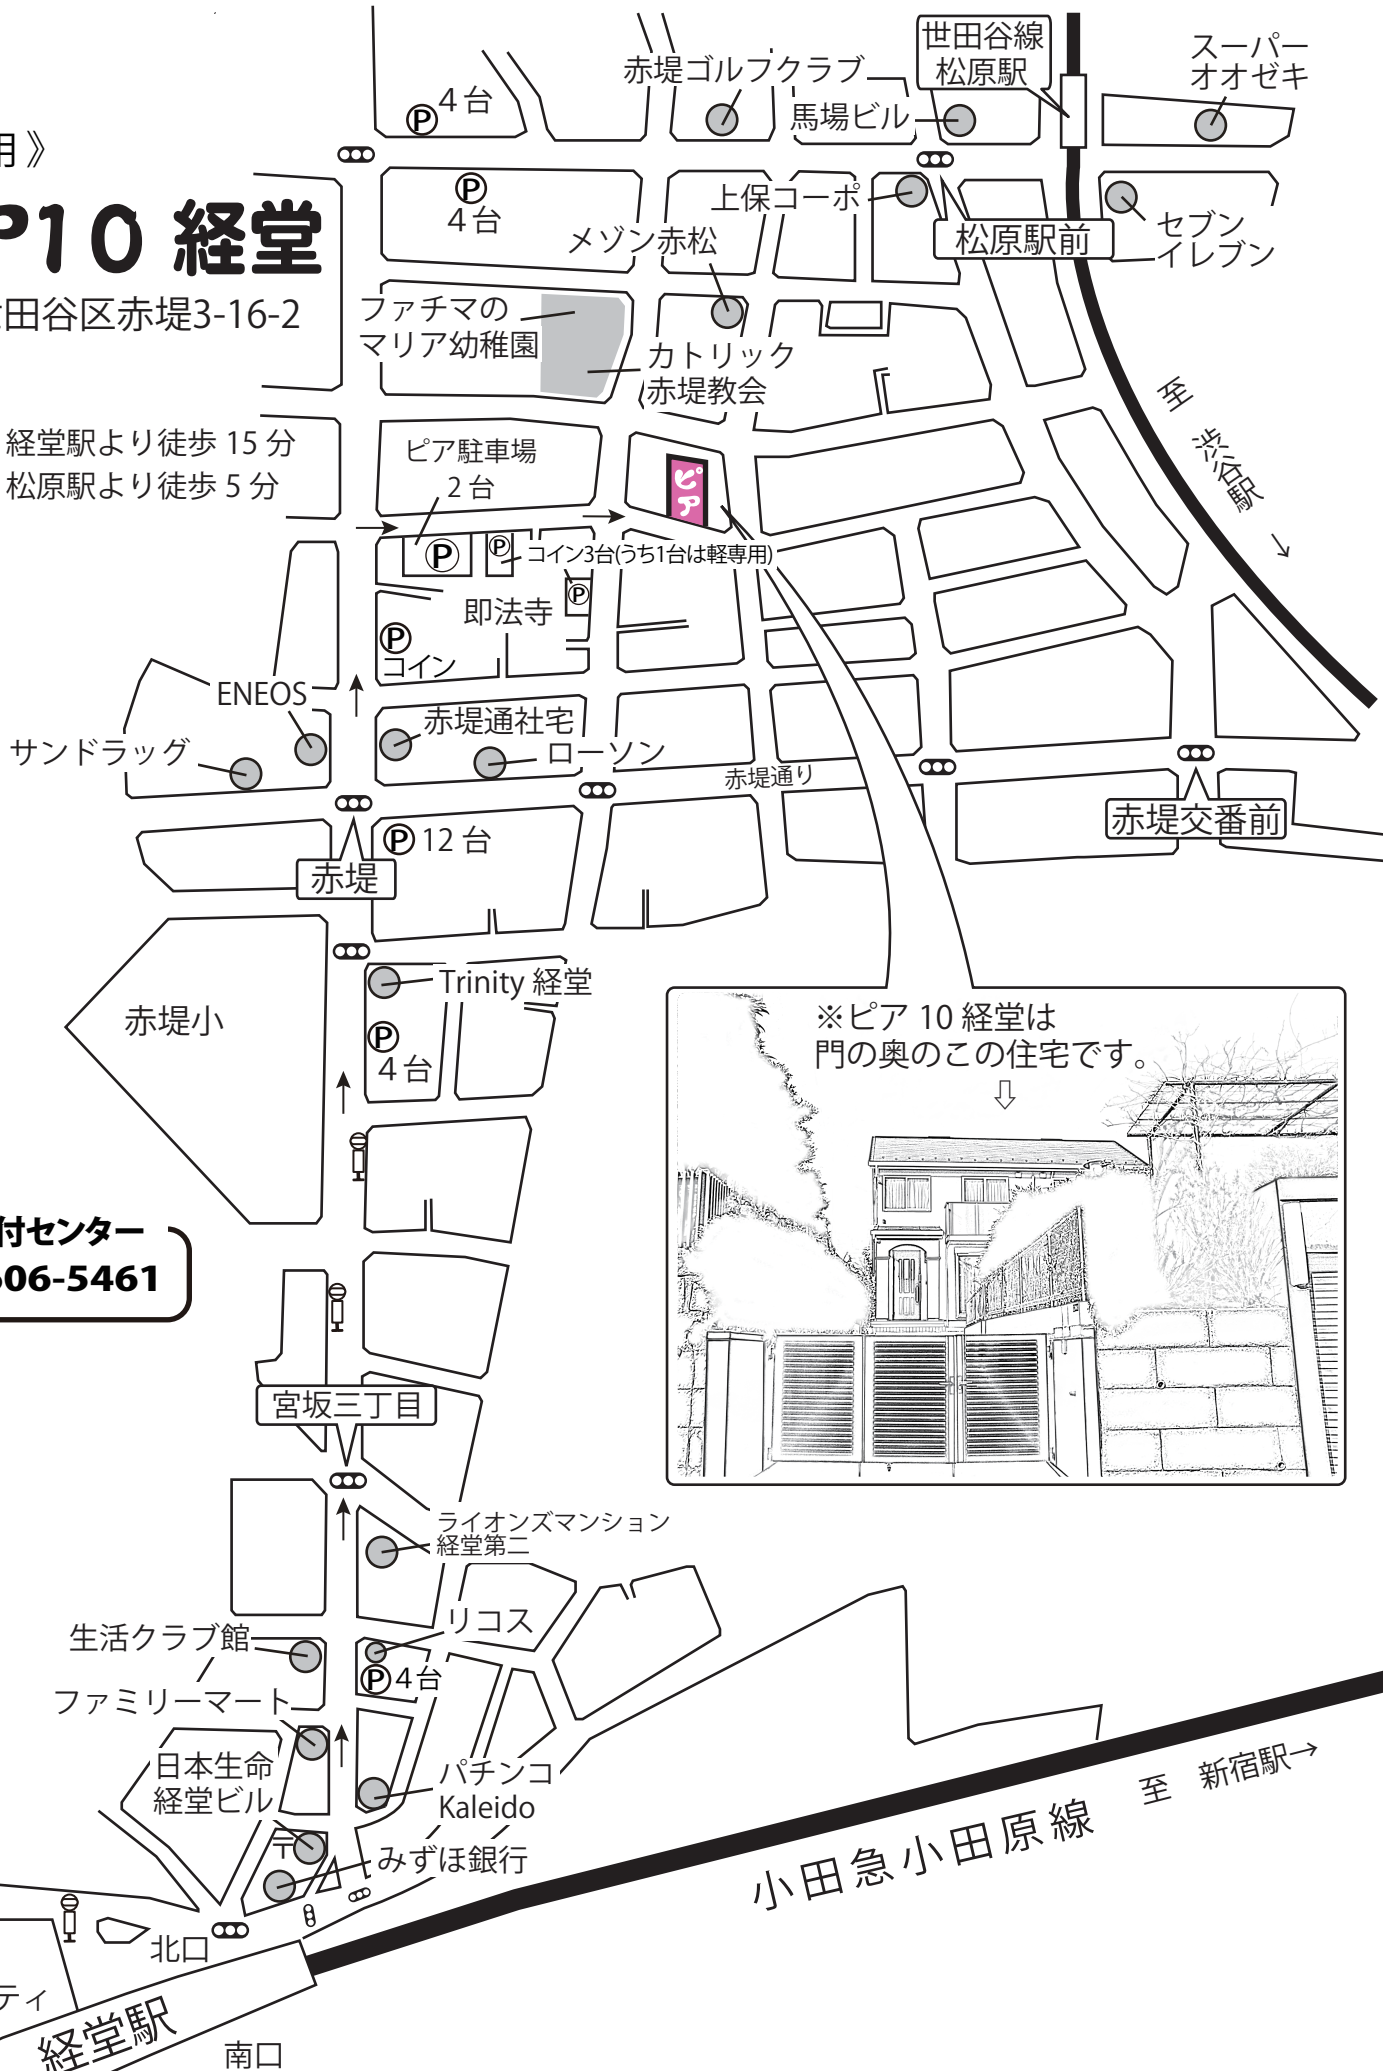 用 》
P10 経堂
世田谷区赤堤3-16-2
経堂駅より徒歩 15 分
松原駅より徒歩 5 分
付センター
606-5461
4 台
赤堤ゴルフクラブ
世田谷線
松原駅
スーパー
オオゼキ
馬場ビル
4 台
上保コーポ
松原駅前
セブン
イレブン
メゾン赤松
ファチマの
マリア幼稚園
カトリック
赤堤教会
至 渋谷駅 →
ピア駐車場
2 台
ピア
P
P
コイン3台(うち1台は軽専用)
P
即法寺
P
コイン
ENEOS
サンドラッグ
赤堤通社宅
ローソン
赤堤通り
赤堤交番前
P 12 台
赤堤
赤堤小
Trinity 経堂
P
4 台
※ピア 10 経堂は
門の奥のこの住宅です。
宮坂三丁目
ライオンズマンション
経堂第二
リコス
P 4 台
生活クラブ館
ファミリーマート
日本生命
経堂ビル
パチンコ
Kaleido
〒
みずほ銀行
小田急小田原線
至 新宿駅→
北口
ティ
経堂駅
南口